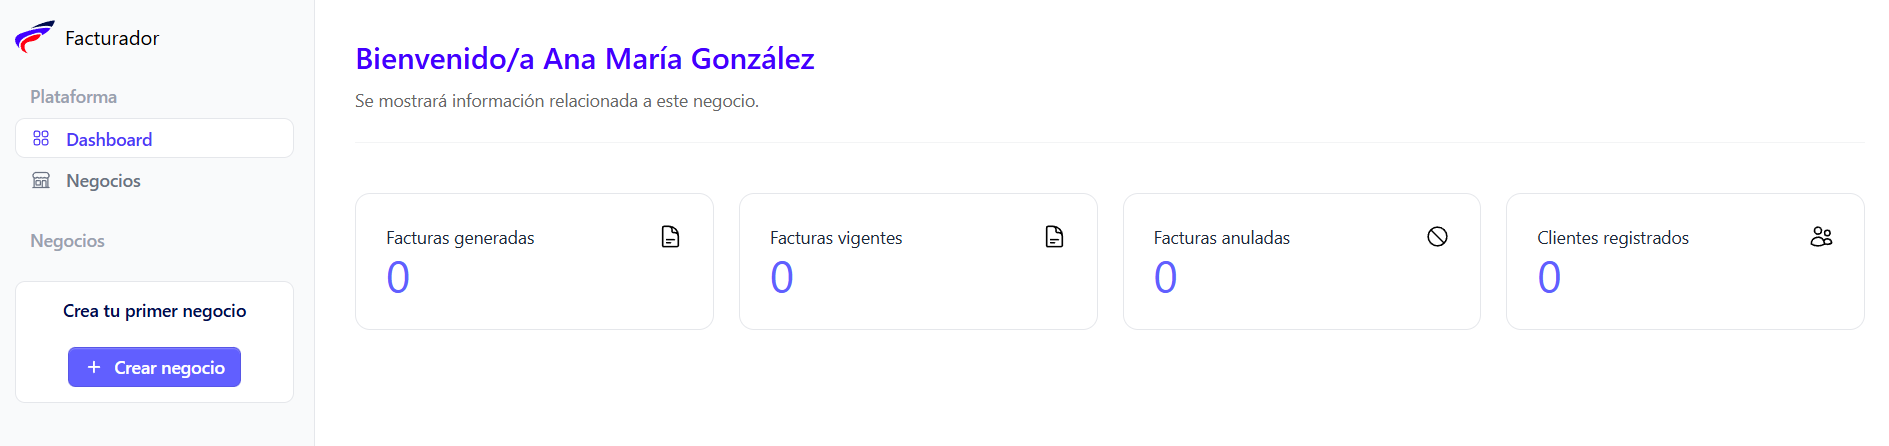 Facturador
Plataforma
Dashboard
Negocios
Negocios
Crea tu primer negocio
+ Crear negocio
Bienvenido/a Ana María González
Se mostrará información relacionada a este negocio.
Facturas generadas
0
Facturas vigentes
0
Facturas anuladas
0
Clientes registrados
0